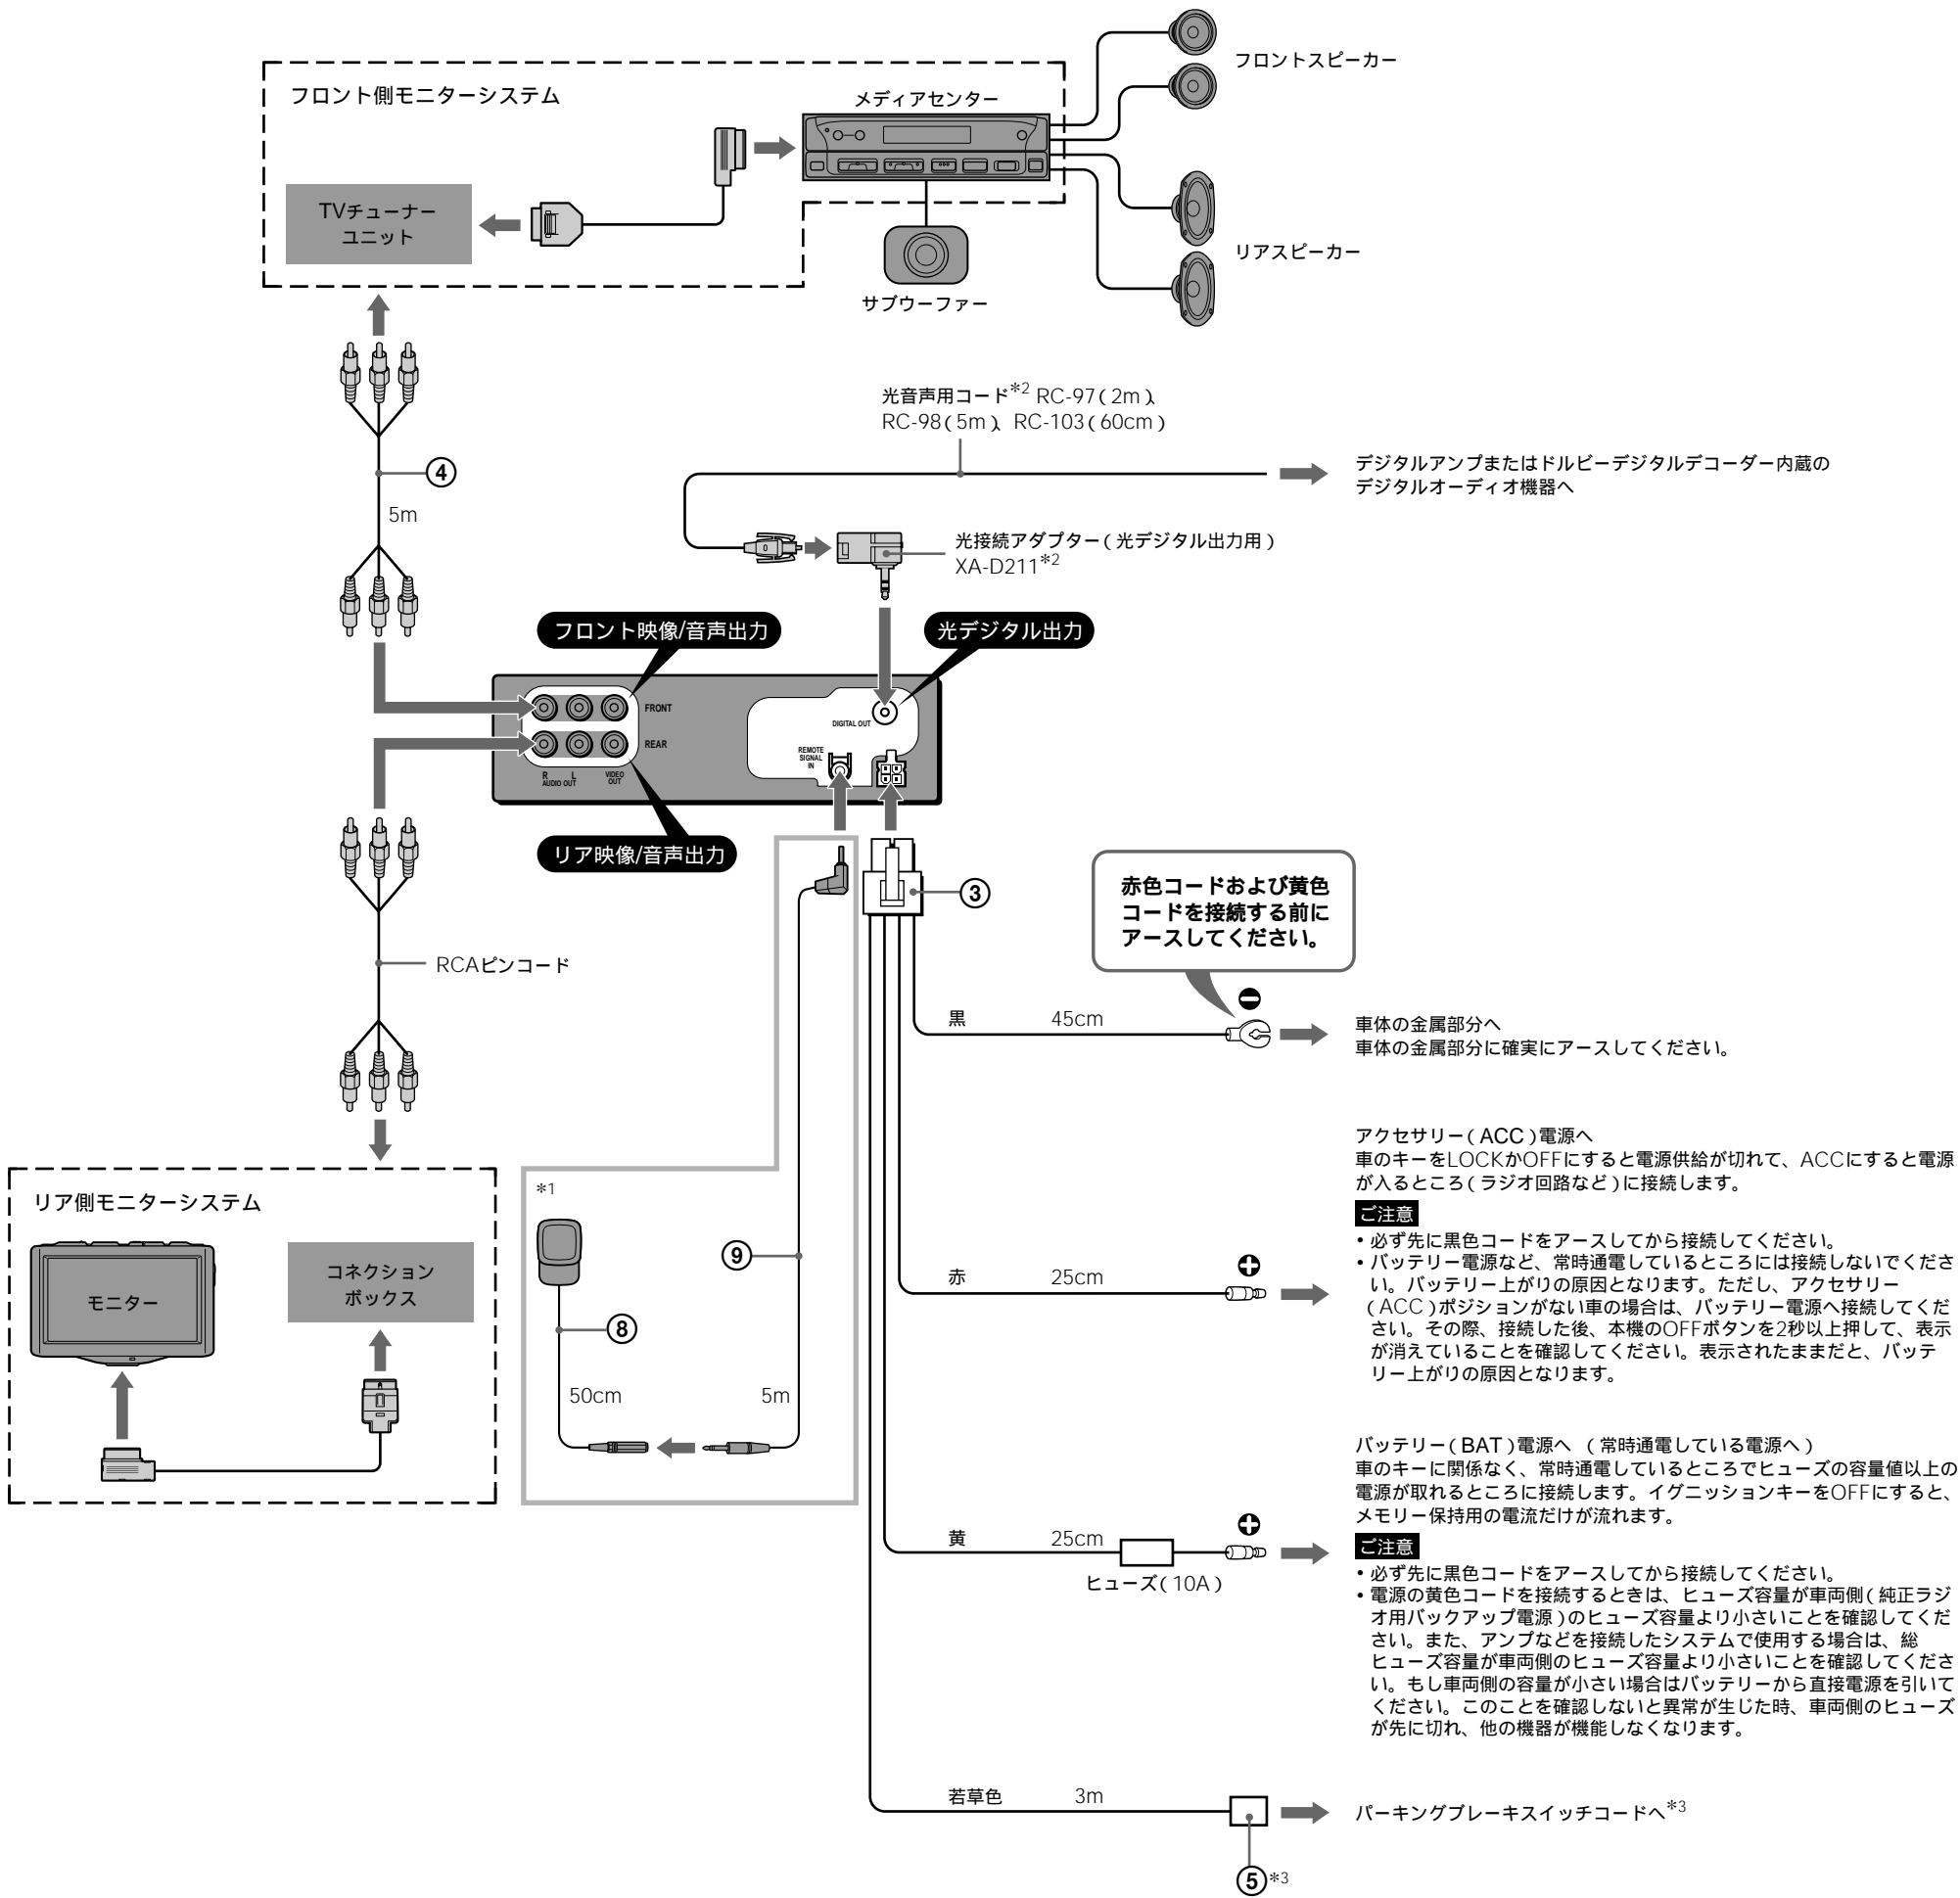 フロント側モニターシステム
メディアセンター
フロントスピーカー
TVチューナー
ユニット
サブウーファー
リアスピーカー
光音声用コード*2 RC-97(2m)、
RC-98(5m)、RC-103(60cm)
④
5m
デジタルアンプまたはドルビーデジタルデコーダー内蔵の
デジタルオーディオ機器へ
光接続アダプター(光デジタル出力用)
XA-D211*2
フロント映像/音声出力
光デジタル出力
FRONT
REAR
R L
AUDIO OUT
VIDEO
OUT
DIGITAL OUT
REMOTE
SIGNAL
IN
リア映像/音声出力
③
赤色コードおよび黄色
コードを接続する前に
アースしてください。
RCAピンコード
黒 45cm
車体の金属部分へ
車体の金属部分に確実にアースしてください。
リア側モニターシステム
モニター
コネクション
ボックス
*1
⑧
50cm
⑨
5m
アクセサリー(ACC)電源へ
車のキーをLOCKかOFFにすると電源供給が切れて、ACCにすると電源
が入るところ(ラジオ回路など)に接続します。
ご注意
• 必ず先に黒色コードをアースしてから接続してください。
• バッテリー電源など、常時通電しているところには接続しないでくださ
い。バッテリー上がりの原因となります。ただし、アクセサリー
(ACC)ポジションがない車の場合は、バッテリー電源へ接続してくだ
さい。その際、接続した後、本機のOFFボタンを2秒以上押して、表示
が消えていることを確認してください。表示されたままだと、バッテ
リー上がりの原因となります。
赤 25cm
バッテリー(BAT)電源へ (常時通電している電源へ)
車のキーに関係なく、常時通電しているところでヒューズの容量値以上の
電源が取れるところに接続します。イグニッションキーをOFFにすると、
メモリー保持用の電流だけが流れます。
ご注意
• 必ず先に黒色コードをアースしてから接続してください。
• 電源の黄色コードを接続するときは、ヒューズ容量が車両側(純正ラジ
オ用バックアップ電源)のヒューズ容量より小さいことを確認してくだ
さい。また、アンプなどを接続したシステムで使用する場合は、総
ヒューズ容量が車両側のヒューズ容量より小さいことを確認してくださ
い。もし車両側の容量が小さい場合はバッテリーから直接電源を引いて
ください。このことを確認しないと異常が生じた時、車両側のヒューズ
が先に切れ、他の機器が機能しなくなります。
黄 25cm
ヒューズ(10A)
若草色 3m
パーキングブレーキスイッチコードへ*3
⑤*3